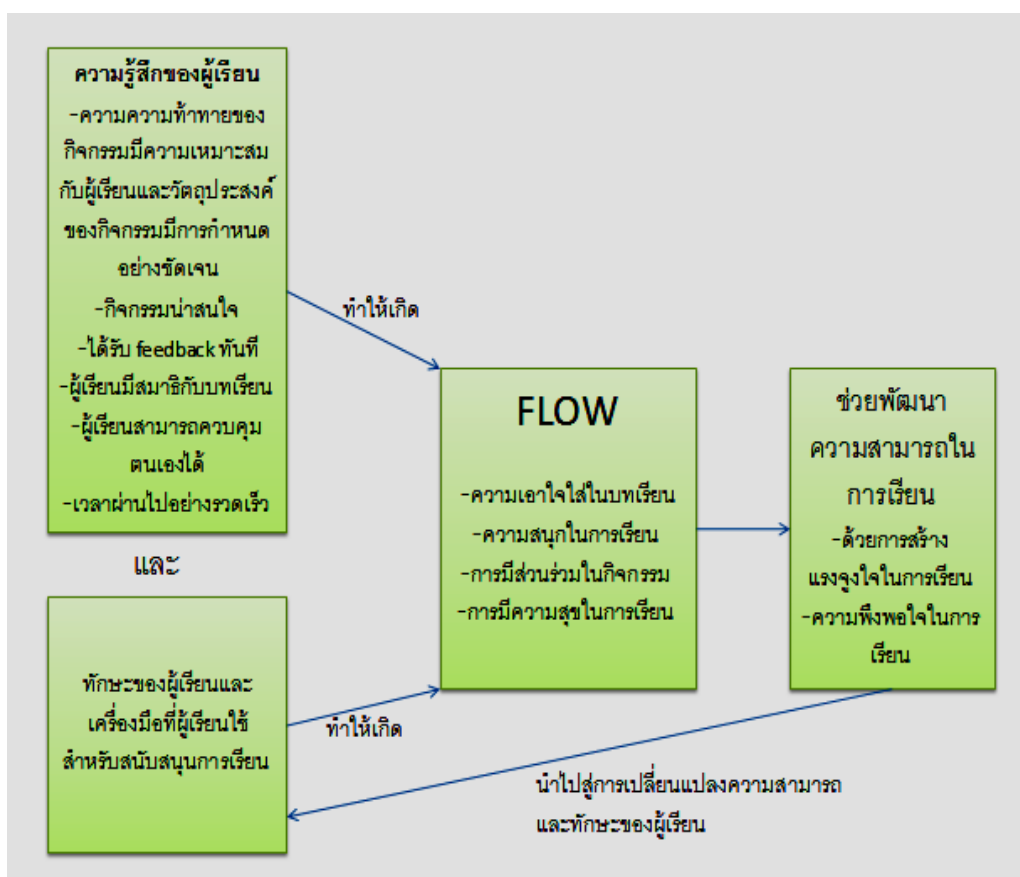 ความรู้สึกของผู้เรียน
-ความความท้าทายของ
กิจกรรมมีความเหมาะสม
กับผู้เรียนและวัตถุประสงค์
ของกิจกรรมมีการกำหนด
อย่างชัดเจน
-กิจกรรมน่าสนใจ
-ได้รับ feedback ทันที
-ผู้เรียนมีสมาธิกับบทเรียน
-ผู้เรียนสามารถควบคุม
ตนเองได้
-เวลาผ่านไปอย่างรวดเร็ว
และ
ทักษะของผู้เรียนและ
เครื่องมือที่ผู้เรียนใช้
สำหรับสนับสนุนการเรียน
ทำให้เกิด
ทำให้เกิด
FLOW
-ความเอาใจใส่ในบทเรียน
-ความสนุกในการเรียน
-การมีส่วนร่วมในกิจกรรม
-การมีความสุขในการเรียน
ช่วยพัฒนา
ความสามารถใน
การเรียน
-ด้วยการสร้าง
แรงจูงใจในการเรียน
-ความพึงพอใจในการ
เรียน
นำไปสู่การเปลี่ยนแปลงความสามารถ
และทักษะของผู้เรียน